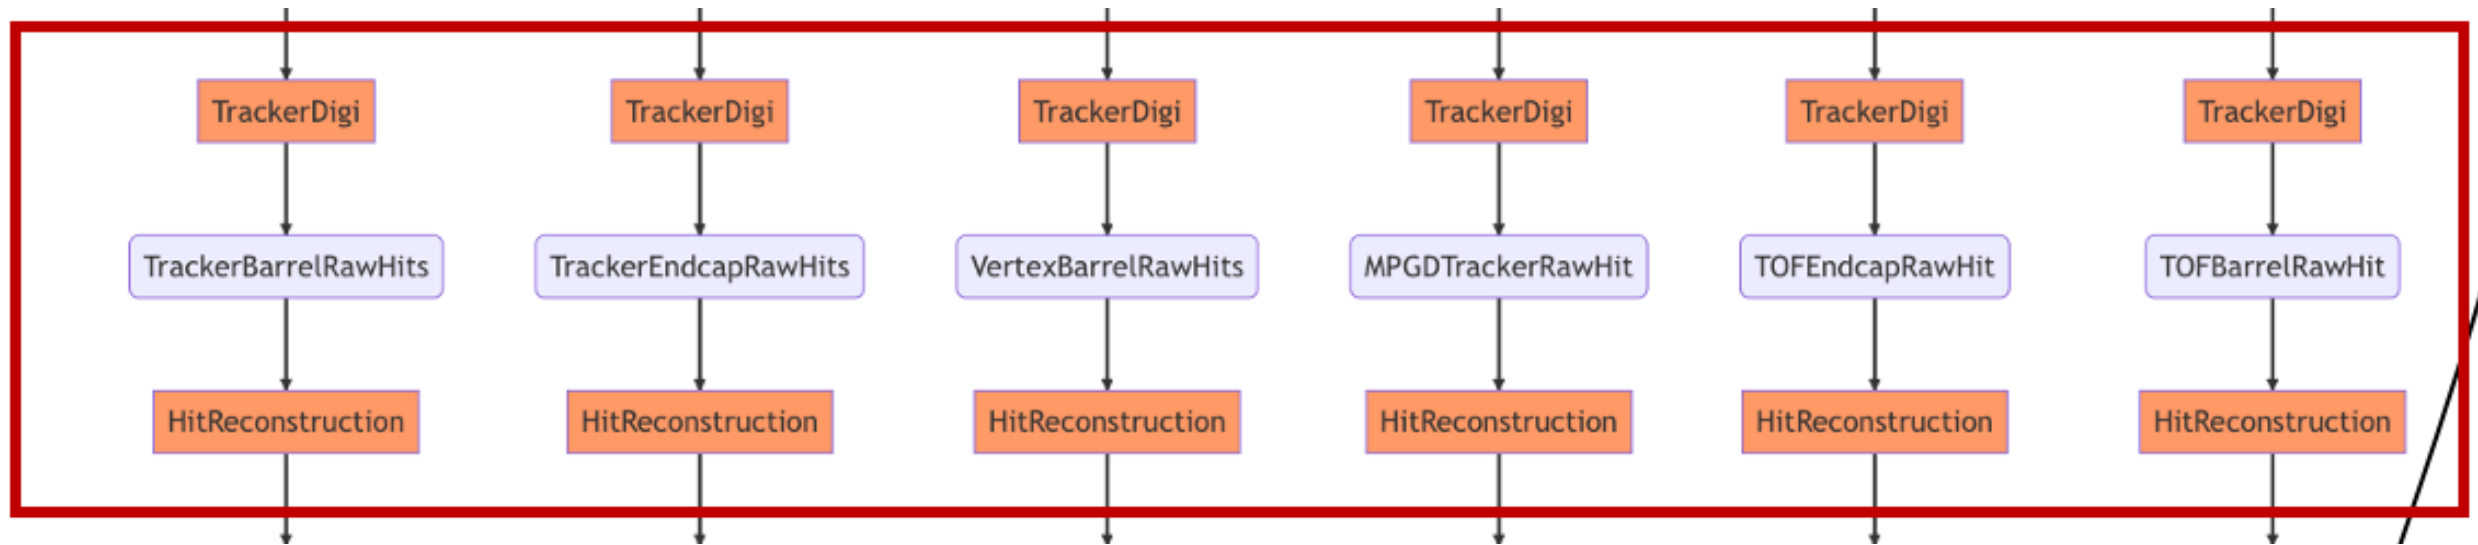 TrackerDigi TrackerDigi TrackerDigi TrackerDigi TrackerDigi TrackerDigi
TrackerBarrelRawHits TrackerEndcapRawHits VertexBarrelRawHits MPGDTrackerRawHit TOFEndcapRawHit TOFBarrelRawHit
HitReconstruction HitReconstruction HitReconstruction HitReconstruction HitReconstruction HitReconstruction